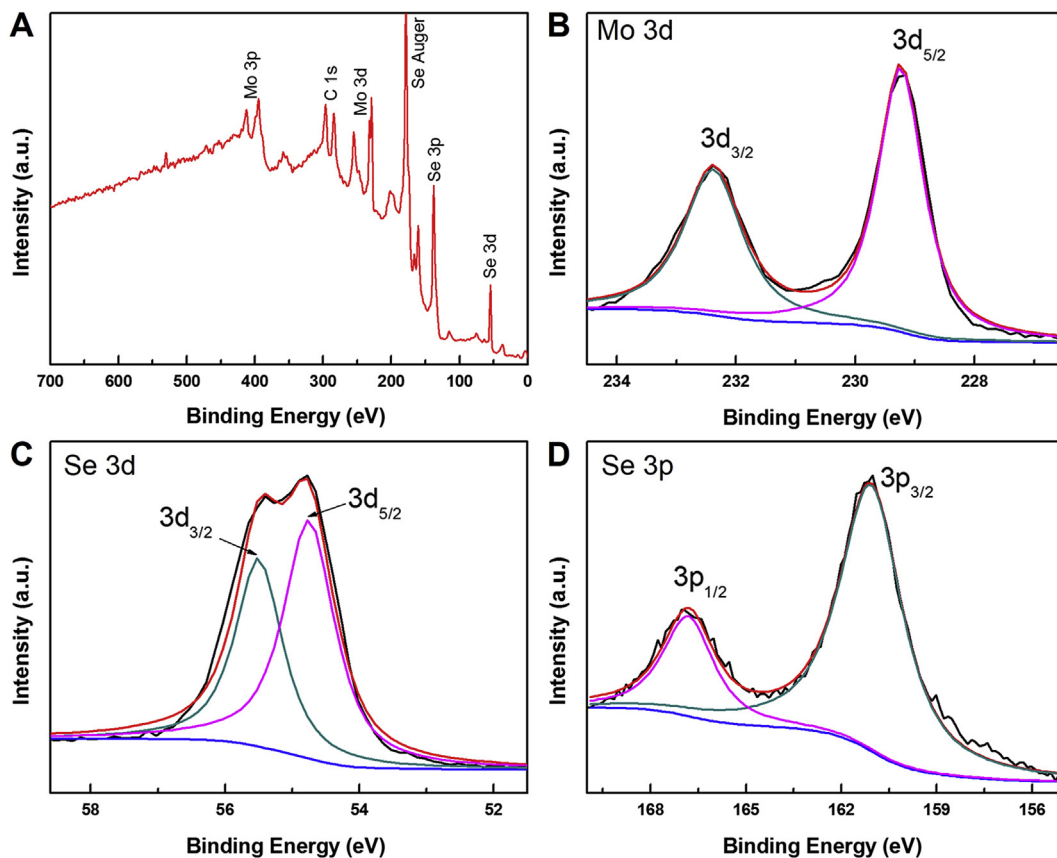 A
Intensity (a.u.)
Mo 3p
C 1s
Mo 3d
Se Auger
Se 3p
Se 3d
700 600 500 400 300 200 100 0
Binding Energy (eV)
B
Mo 3d
Intensity (a.u.)
3d3/2
3d5/2
234 232 230 228
Binding Energy (eV)
C
Se 3d
Intensity (a.u.)
3d3/2
3d5/2
58 56 54 52
Binding Energy (eV)
D
Se 3p
Intensity (a.u.)
3p1/2
3p3/2
168 165 162 159 156
Binding Energy (eV)